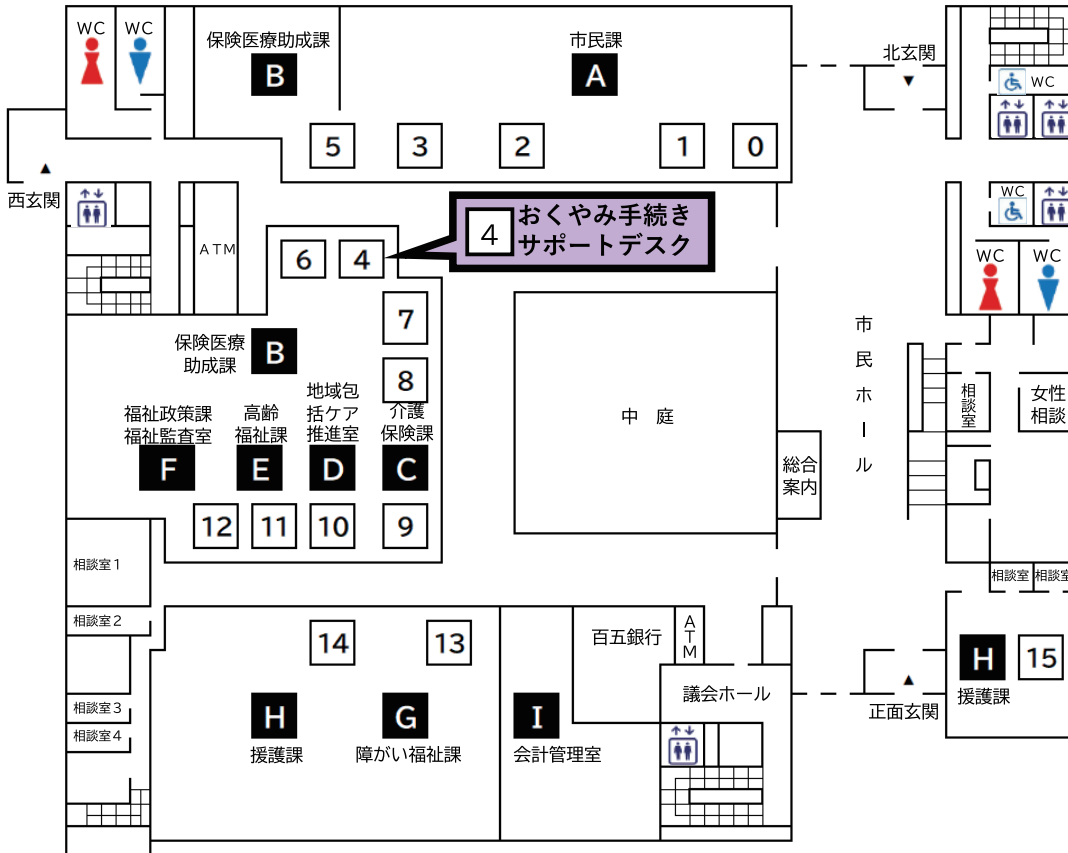 WC
WC
保険医療助成課
B
市民課
A
北玄関
▼
WC
5
3
2
1
0
▲
西玄関
WC
ATM
4
おくやみ手続き
サポートデスク
6
4
WC
WC
7
保険医療
助成課
B
8
市民ホール
中庭
相談室
女性
相談
福祉政策課
福祉監査室
F
高齢
福祉課
E
地域包
括ケア
推進室
D
介護
保険課
C
総合
案内
12
11
10
9
相談室1
相談室
相談室
相談室2
14
13
百五銀行
ATM
H
15
援護課
議会ホール
▲
正面玄関
相談室3
相談室4
H
援護課
G
障がい福祉課
I
会計管理室